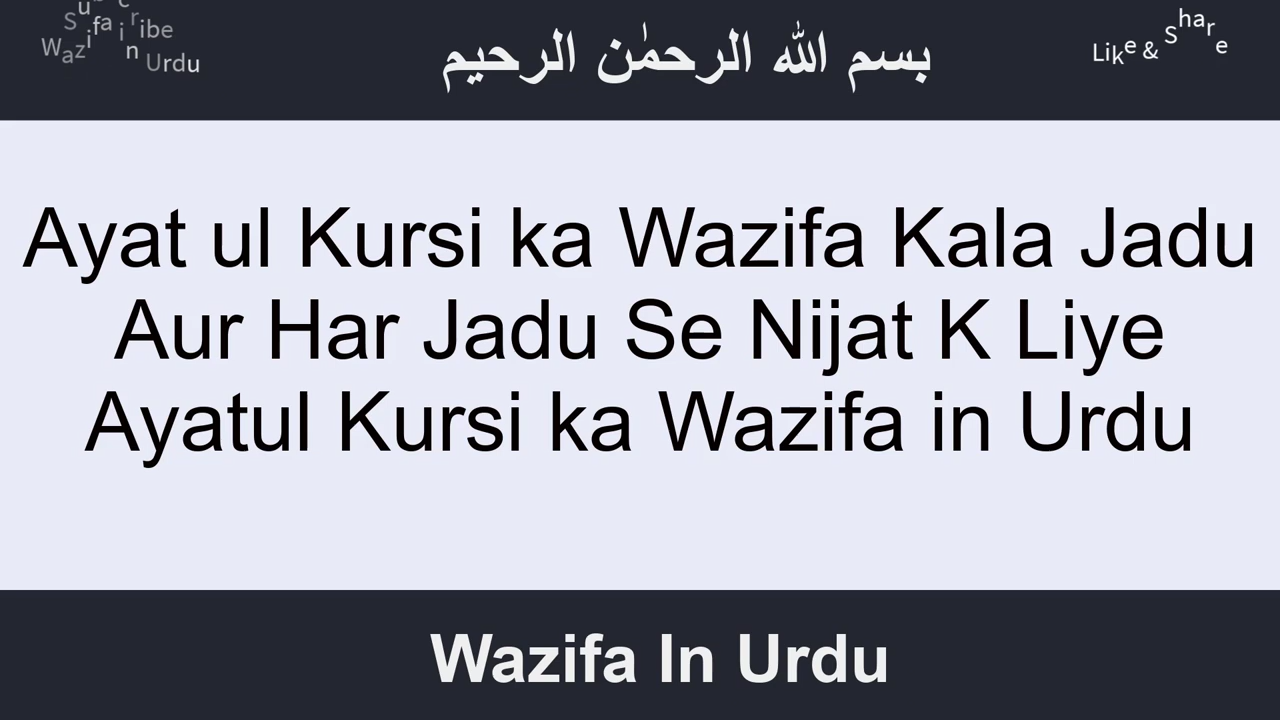 Subscribe
Wazifa in Urdu
بسم الله الرحمٰن الرحیم
Like & Share
Ayat ul Kursi ka Wazifa Kala Jadu
Aur Har Jadu Se Nijat K Liye
Ayatul Kursi ka Wazifa in Urdu
Wazifa In Urdu